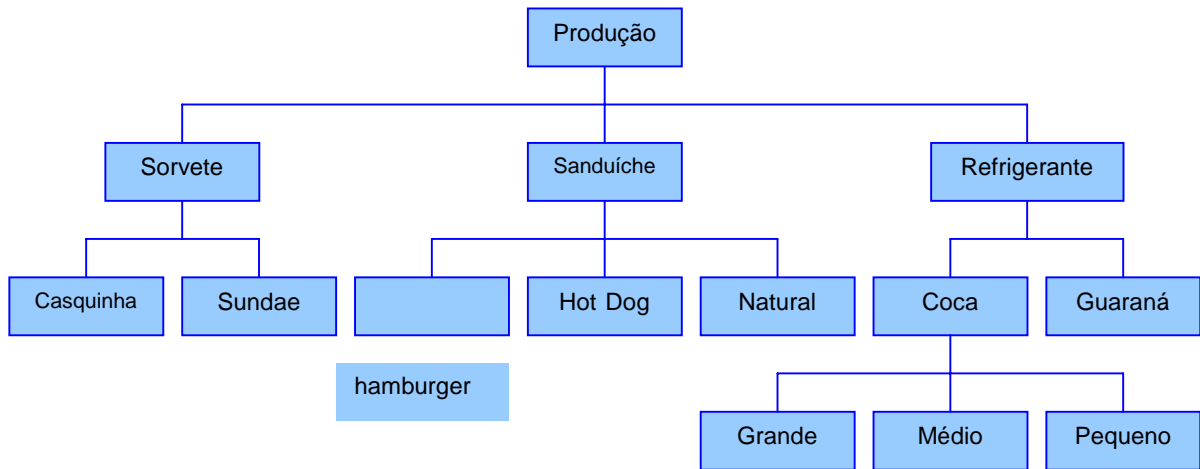 Produção
Sorvete
Sanduíche
Refrigerante
Casquinha
Sundae
Hot Dog
Natural
Coca
Guaraná
hamburger
Grande
Médio
Pequeno